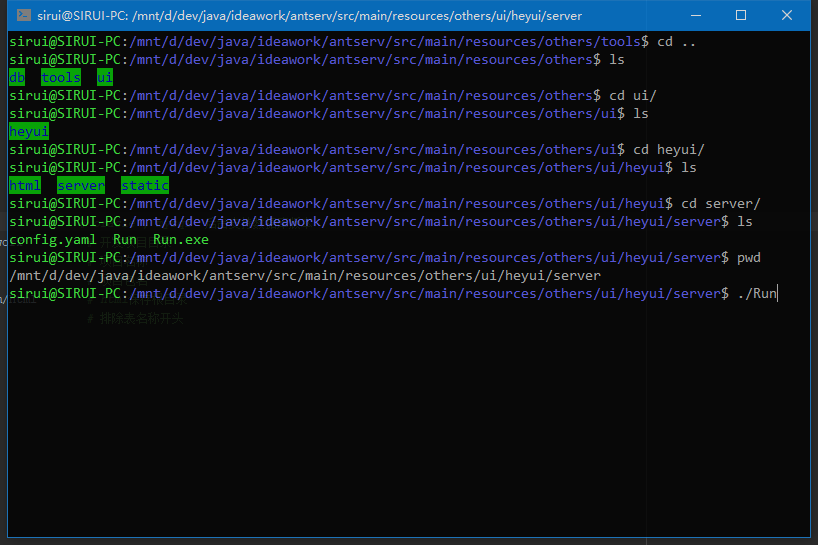 sirui@SIRUI-PC: /mnt/d/dev/java/ideawork/antserv/src/main/resources/others/ui/heyui/server
sirui@SIRUI-PC:/mnt/d/dev/java/ideawork/antserv/src/main/resources/others/tools$ cd ..
sirui@SIRUI-PC:/mnt/d/dev/java/ideawork/antserv/src/main/resources/others$ ls
db  tools  ui
sirui@SIRUI-PC:/mnt/d/dev/java/ideawork/antserv/src/main/resources/others$ cd ui/
sirui@SIRUI-PC:/mnt/d/dev/java/ideawork/antserv/src/main/resources/others/ui$ ls
heyui
sirui@SIRUI-PC:/mnt/d/dev/java/ideawork/antserv/src/main/resources/others/ui$ cd heyui/
sirui@SIRUI-PC:/mnt/d/dev/java/ideawork/antserv/src/main/resources/others/ui/heyui$ ls
html  server  static
sirui@SIRUI-PC:/mnt/d/dev/java/ideawork/antserv/src/main/resources/others/ui/heyui$ cd server/
sirui@SIRUI-PC:/mnt/d/dev/java/ideawork/antserv/src/main/resources/others/ui/heyui/server$ ls
config.yaml  Run  Run.exe
sirui@SIRUI-PC:/mnt/d/dev/java/ideawork/antserv/src/main/resources/others/ui/heyui/server$ pwd
/mnt/d/dev/java/ideawork/antserv/src/main/resources/others/ui/heyui/server
sirui@SIRUI-PC:/mnt/d/dev/java/ideawork/antserv/src/main/resources/others/ui/heyui/server$ ./Run
# 排除表名称开头